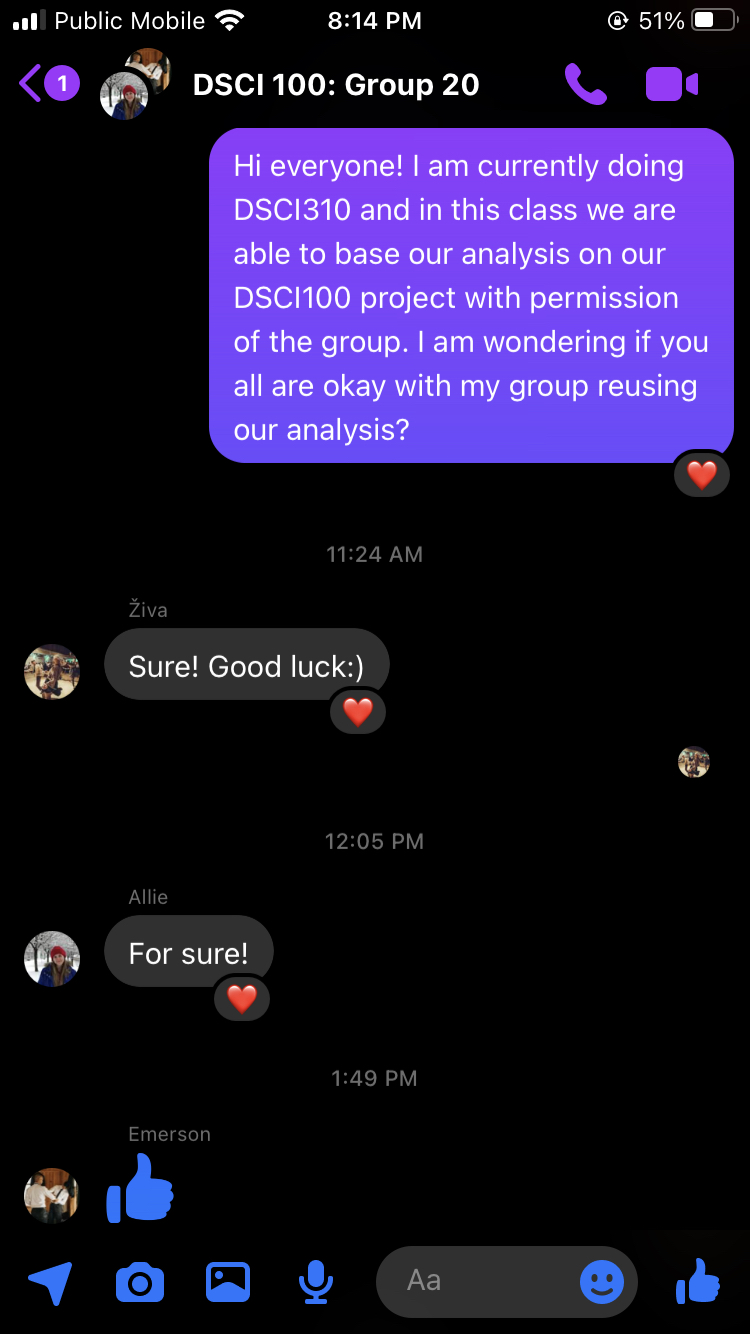 Public Mobile 8:14 PM 51%
1 DSCI 100: Group 20
Hi everyone! I am currently doing
DSCI310 and in this class we are
able to base our analysis on our
DSCI100 project with permission
of the group. I am wondering if you
all are okay with my group reusing
our analysis?
11:24 AM
Živa
Sure! Good luck:)
12:05 PM
Allie
For sure!
1:49 PM
Emerson
Aa